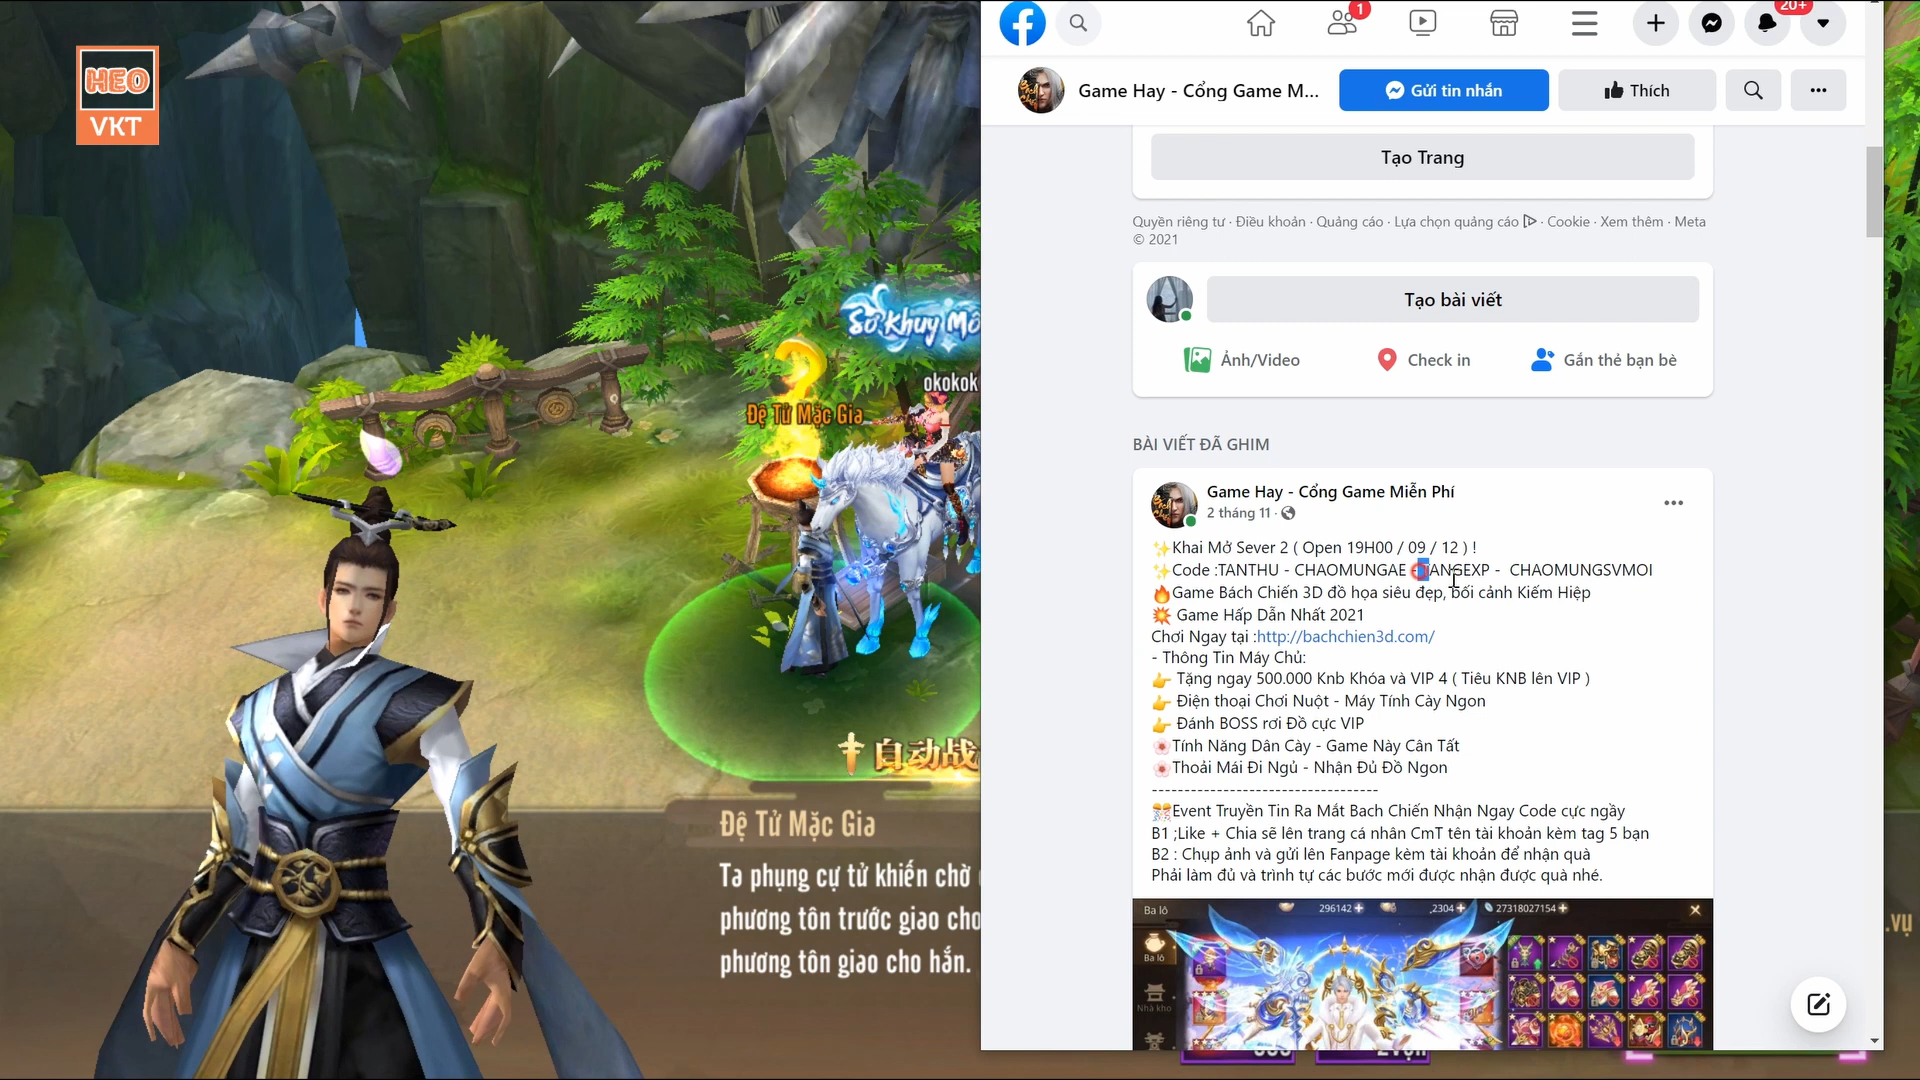 HEO
VKT
Sơ Khuy Mô
okokok
Đệ Tử Mặc Gia
自动战
Đệ Tử Mặc Gia
Ta phụng cự tử khiến chờ
phương tôn trước giao cho
phương tôn giao cho hắn.
1
20+
Game Hay - Cổng Game M...
Gửi tin nhắn
Thích
Tạo Trang
Quyền riêng tư · Điều khoản · Quảng cáo · Lựa chọn quảng cáo · Cookie · Xem thêm · Meta
© 2021
Tạo bài viết
Ảnh/Video
Check in
Gắn thẻ bạn bè
BÀI VIẾT ĐÃ GHIM
Game Hay - Cổng Game Miễn Phí
2 tháng 11 ·
✨Khai Mở Sever 2 ( Open 19H00 / 09 / 12 ) !
✨Code :TANTHU - CHAOMUNGAE - ANGEXP - CHAOMUNGSVMOI
🔥Game Bách Chiến 3D đồ họa siêu đẹp, bối cảnh Kiếm Hiệp
💥 Game Hấp Dẫn Nhất 2021
Chơi Ngay tại :http://bachchien3d.com/
- Thông Tin Máy Chủ:
👉 Tặng ngay 500.000 Knb Khóa và VIP 4 ( Tiêu KNB lên VIP )
👉 Điện thoại Chơi Nuột - Máy Tính Cày Ngon
👉 Đánh BOSS rơi Đồ cực VIP
🌸Tính Năng Dân Cày - Game Này Cân Tất
🌸Thoải Mái Đi Ngủ - Nhận Đủ Đồ Ngon
-----------------------------------
🎊Event Truyền Tin Ra Mắt Bach Chiến Nhận Ngay Code cực ngầy
B1 ;Like + Chia sẽ lên trang cá nhân CmT tên tài khoản kèm tag 5 bạn
B2 : Chụp ảnh và gửi lên Fanpage kèm tài khoản để nhận quà
Phải làm đủ và trình tự các bước mới được nhận được quà nhé.
Ba lô
296142
2304
27318027154
Ba lô
Nhà kho
.vụ